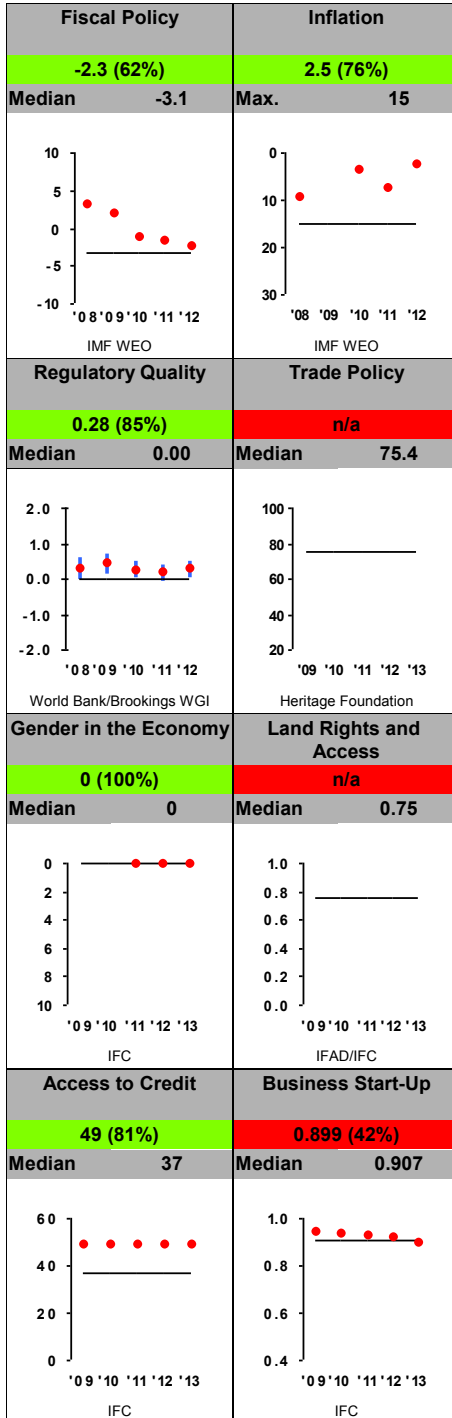 Fiscal Policy
-2.3 (62%)
Median -3.1
10
5
0
-5
-10
'08 '09 '10 '11 '12
IMF WEO
Inflation
2.5 (76%)
Max. 15
0
10
20
30
'08 '09 '10 '11 '12
IMF WEO
Regulatory Quality
0.28 (85%)
Median 0.00
2.0
1.0
0.0
-1.0
-2.0
'08 '09 '10 '11 '12
World Bank/Brookings WGI
Trade Policy
n/a
Median 75.4
100
80
60
40
20
'09 '10 '11 '12 '13
Heritage Foundation
Gender in the Economy
0 (100%)
Median 0
0
2
4
6
8
10
'09 '10 '11 '12 '13
IFC
Land Rights and
Access
n/a
Median 0.75
1.0
0.8
0.6
0.4
0.2
0.0
'09 '10 '11 '12 '13
IFAD/IFC
Access to Credit
49 (81%)
Median 37
60
40
20
0
'09 '10 '11 '12 '13
IFC
Business Start-Up
0.899 (42%)
Median 0.907
1.0
0.8
0.6
0.4
'09 '10 '11 '12 '13
IFC